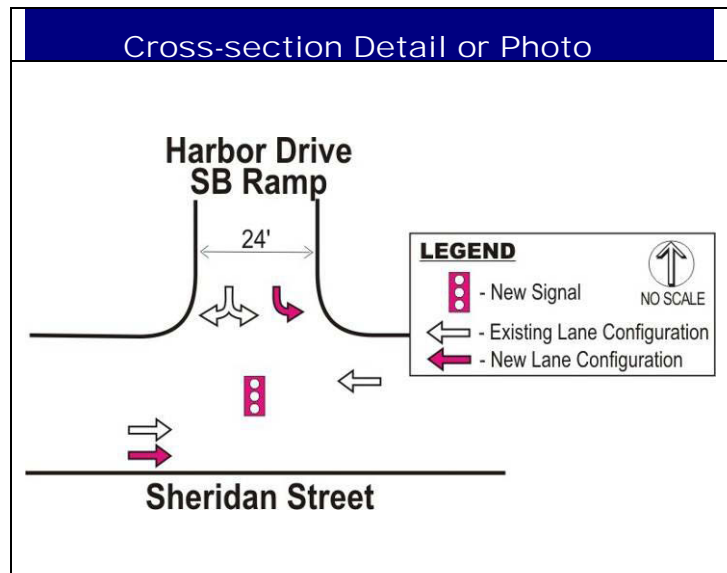 Cross-section Detail or Photo
Harbor Drive
SB Ramp
24'
LEGEND
- New Signal
NO SCALE
- Existing Lane Configuration
- New Lane Configuration
Sheridan Street